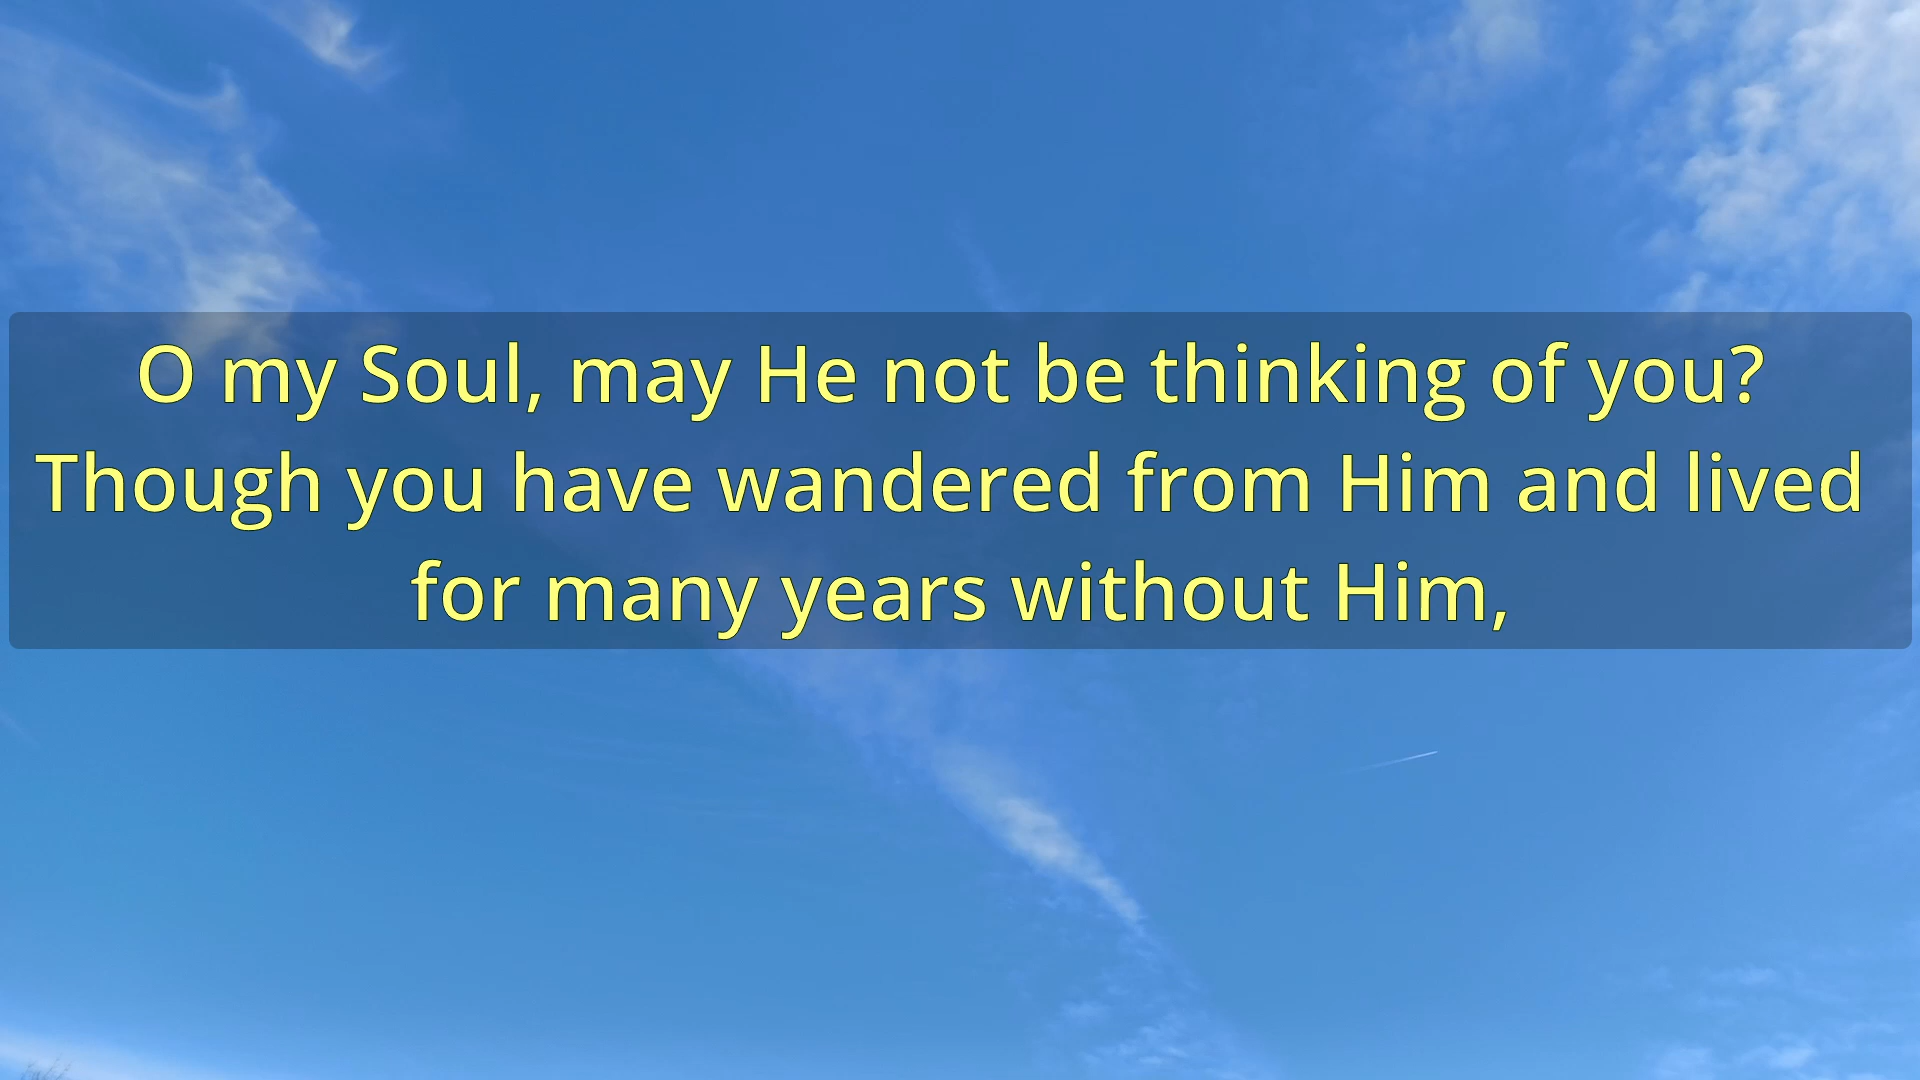 O my Soul, may He not be thinking of you?
Though you have wandered from Him and lived
for many years without Him,